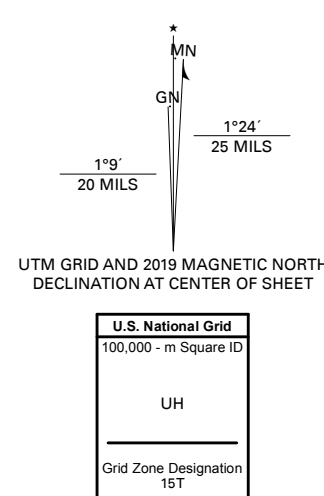 ★
MN
GN
1°24´
25 MILS
1°9´
20 MILS
UTM GRID AND 2019 MAGNETIC NORTH
DECLINATION AT CENTER OF SHEET
U.S. National Grid
100,000 - m Square ID
UH
Grid Zone Designation
15T